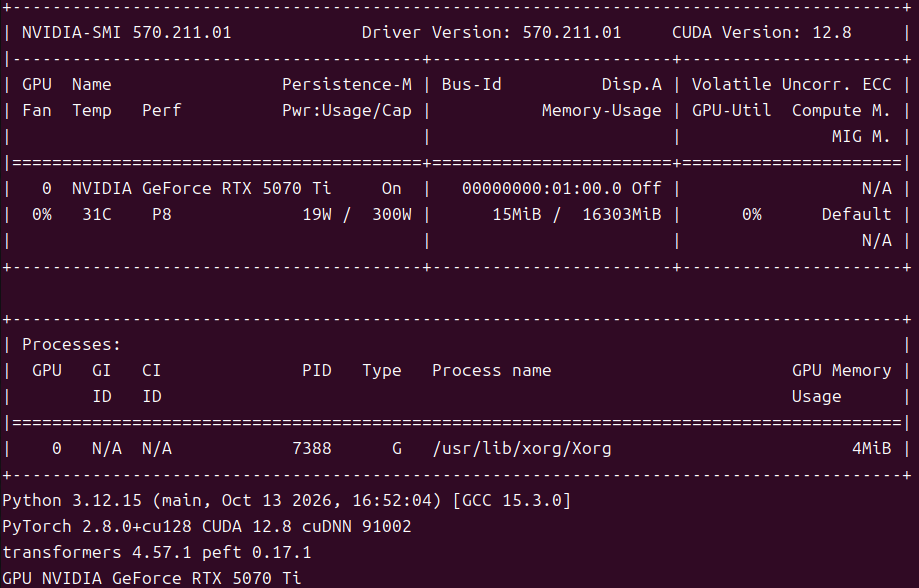 +-----------------------------------------------------------------------------------------+
| NVIDIA-SMI 570.211.01             Driver Version: 570.211.01     CUDA Version: 12.8     |
|-----------------------------------------+------------------------+----------------------+
| GPU  Name                 Persistence-M | Bus-Id          Disp.A | Volatile Uncorr. ECC |
| Fan  Temp   Perf          Pwr:Usage/Cap |           Memory-Usage | GPU-Util  Compute M. |
|                                         |                        |               MIG M. |
|=========================================+========================+======================|
|   0  NVIDIA GeForce RTX 5070 Ti     On  |   00000000:01:00.0 Off |                  N/A |
|  0%   31C    P8             19W /  300W |      15MiB /  16303MiB |      0%      Default |
|                                         |                        |                  N/A |
+-----------------------------------------+------------------------+----------------------+

+-----------------------------------------------------------------------------------------+
| Processes:                                                                              |
|  GPU   GI   CI              PID   Type   Process name                        GPU Memory |
|        ID   ID                                                               Usage      |
|=========================================================================================|
|    0   N/A  N/A            7388      G   /usr/lib/xorg/Xorg                        4MiB |
+-----------------------------------------------------------------------------------------+
Python 3.12.15 (main, Oct 13 2026, 16:52:04) [GCC 15.3.0]
PyTorch 2.8.0+cu128 CUDA 12.8 cuDNN 91002
transformers 4.57.1 peft 0.17.1
GPU NVIDIA GeForce RTX 5070 Ti